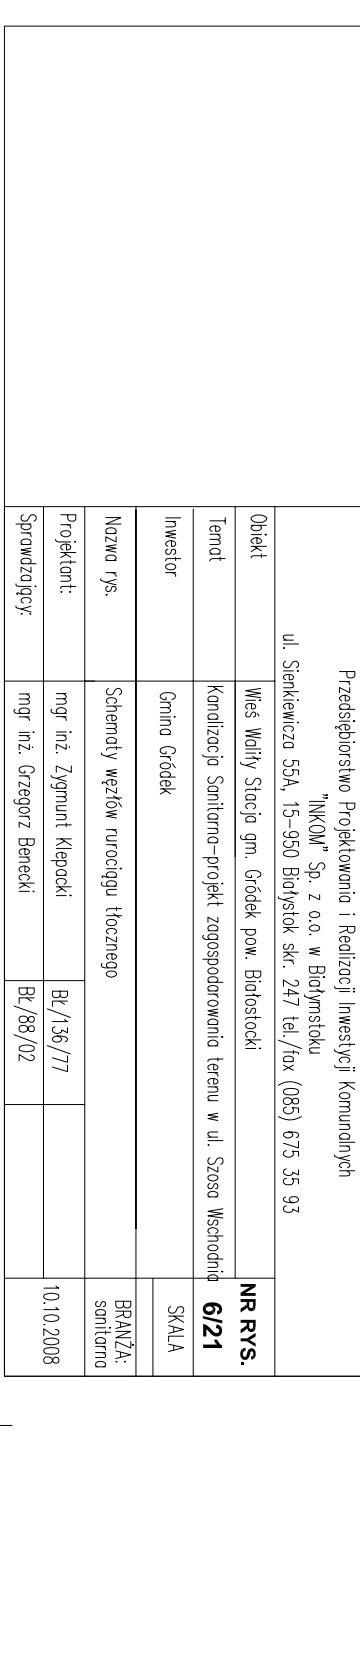 Przedsiębiorstwo Projektowania i Realizacji Inwestycji Komunalnych
"INKOM" Sp. z o.o. w Białymstoku
ul. Sienkiewicza 55A, 15-950 Białystok skr. 247 tel./fax (085) 675 35 93
Obiekt Wieś Waliły Stacja gm. Gródek pow. Białostocki NR RYS.
Temat Kanalizacja Sanitarna-projekt zagospodarowania terenu w ul. Szosa Wschodnia 6/21
Inwestor Gmina Gródek SKALA
Nazwa rys. Schematy węzłów rurociągu tłocznego BRANŻA:
sanitarna
Projektant: mgr inż. Zygmunt Klepacki BŁ/136/77 10.10.2008
Sprawdzający: mgr inż. Grzegorz Benecki BŁ/88/02